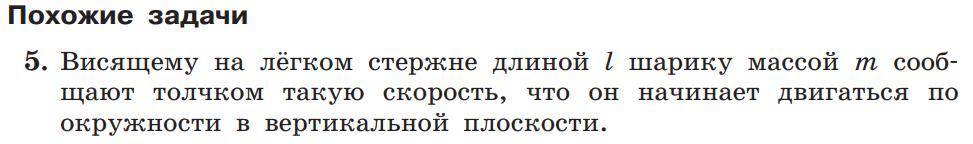 Похожие задачи
5. Висящему на лёгком стержне длиной l шарику массой m сооб-
щают толчком такую скорость, что он начинает двигаться по
окружности в вертикальной плоскости.